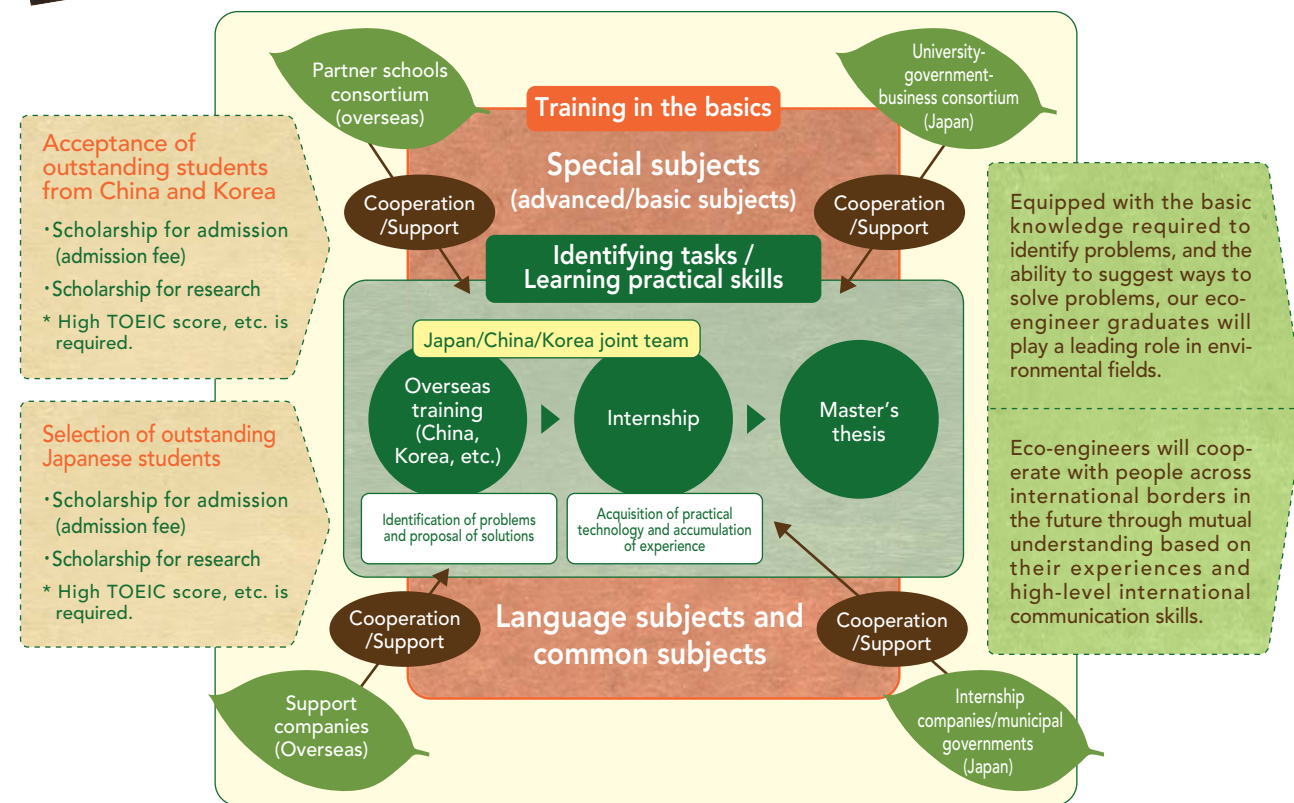 Partner schools
consortium
(overseas)
University-
government-
business consortium
(Japan)
Training in the basics
Special subjects
(advanced/basic subjects)
Cooperation
/Support
Cooperation
/Support
Acceptance of
outstanding students
from China and Korea
・Scholarship for admission
(admission fee)
・Scholarship for research
* High TOEIC score, etc. is
required.
Selection of outstanding
Japanese students
・Scholarship for admission
(admission fee)
・Scholarship for research
* High TOEIC score, etc. is
required.
Identifying tasks /
Learning practical skills
Japan/China/Korea joint team
Overseas
training
(China,
Korea, etc.)
Internship
Master's
thesis
Identification of problems
and proposal of solutions
Acquisition of practical
technology and accumulation
of experience
Cooperation
/Support
Language subjects and
common subjects
Cooperation
/Support
Support
companies
(Overseas)
Internship
companies/municipal
governments
(Japan)
Equipped with the basic
knowledge required to
identify problems, and the
ability to suggest ways to
solve problems, our eco-
engineer graduates will
play a leading role in envi-
ronmental fields.
Eco-engineers will coop-
erate with people across
international borders in
the future through mutual
understanding based on
their experiences and
high-level international
communication skills.